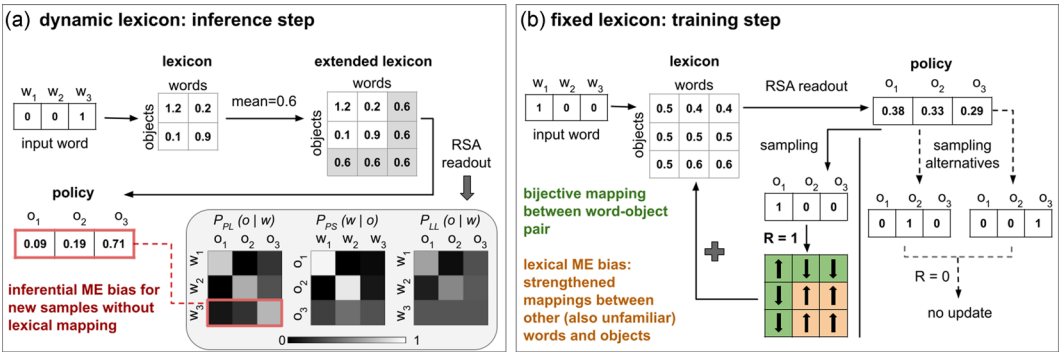 (a) dynamic lexicon: inference step
lexicon
extended lexicon
words
words
w1 w2 w3
0 0 1
input word
objects
1.2 0.2
0.1 0.9
mean=0.6
objects
1.2 0.2 0.6
0.1 0.9 0.6
0.6 0.6 0.6
RSA
readout
policy
o1 o2 o3
0.09 0.19 0.71
inferential ME bias for
new samples without
lexical mapping
PPL (o | w)
o1 o2 o3
w1
w2
w3
PPS (w | o)
w1 w2 w3
o1
o2
o3
PLL (o | w)
o1 o2 o3
w1
w2
w3
0 1
(b) fixed lexicon: training step
lexicon
words
w1 w2 w3
1 0 0
input word
objects
0.5 0.4 0.4
0.5 0.5 0.5
0.5 0.6 0.6
RSA readout
policy
o1 o2 o3
0.38 0.33 0.29
sampling
sampling
alternatives
o1 o2 o3
1 0 0
R = 1
o1 o2 o3
0 1 0
o1 o2 o3
0 0 1
R = 0
no update
bijective mapping
between word-object
pair
lexical ME bias:
strengthened
mappings between
other (also unfamiliar)
words and objects